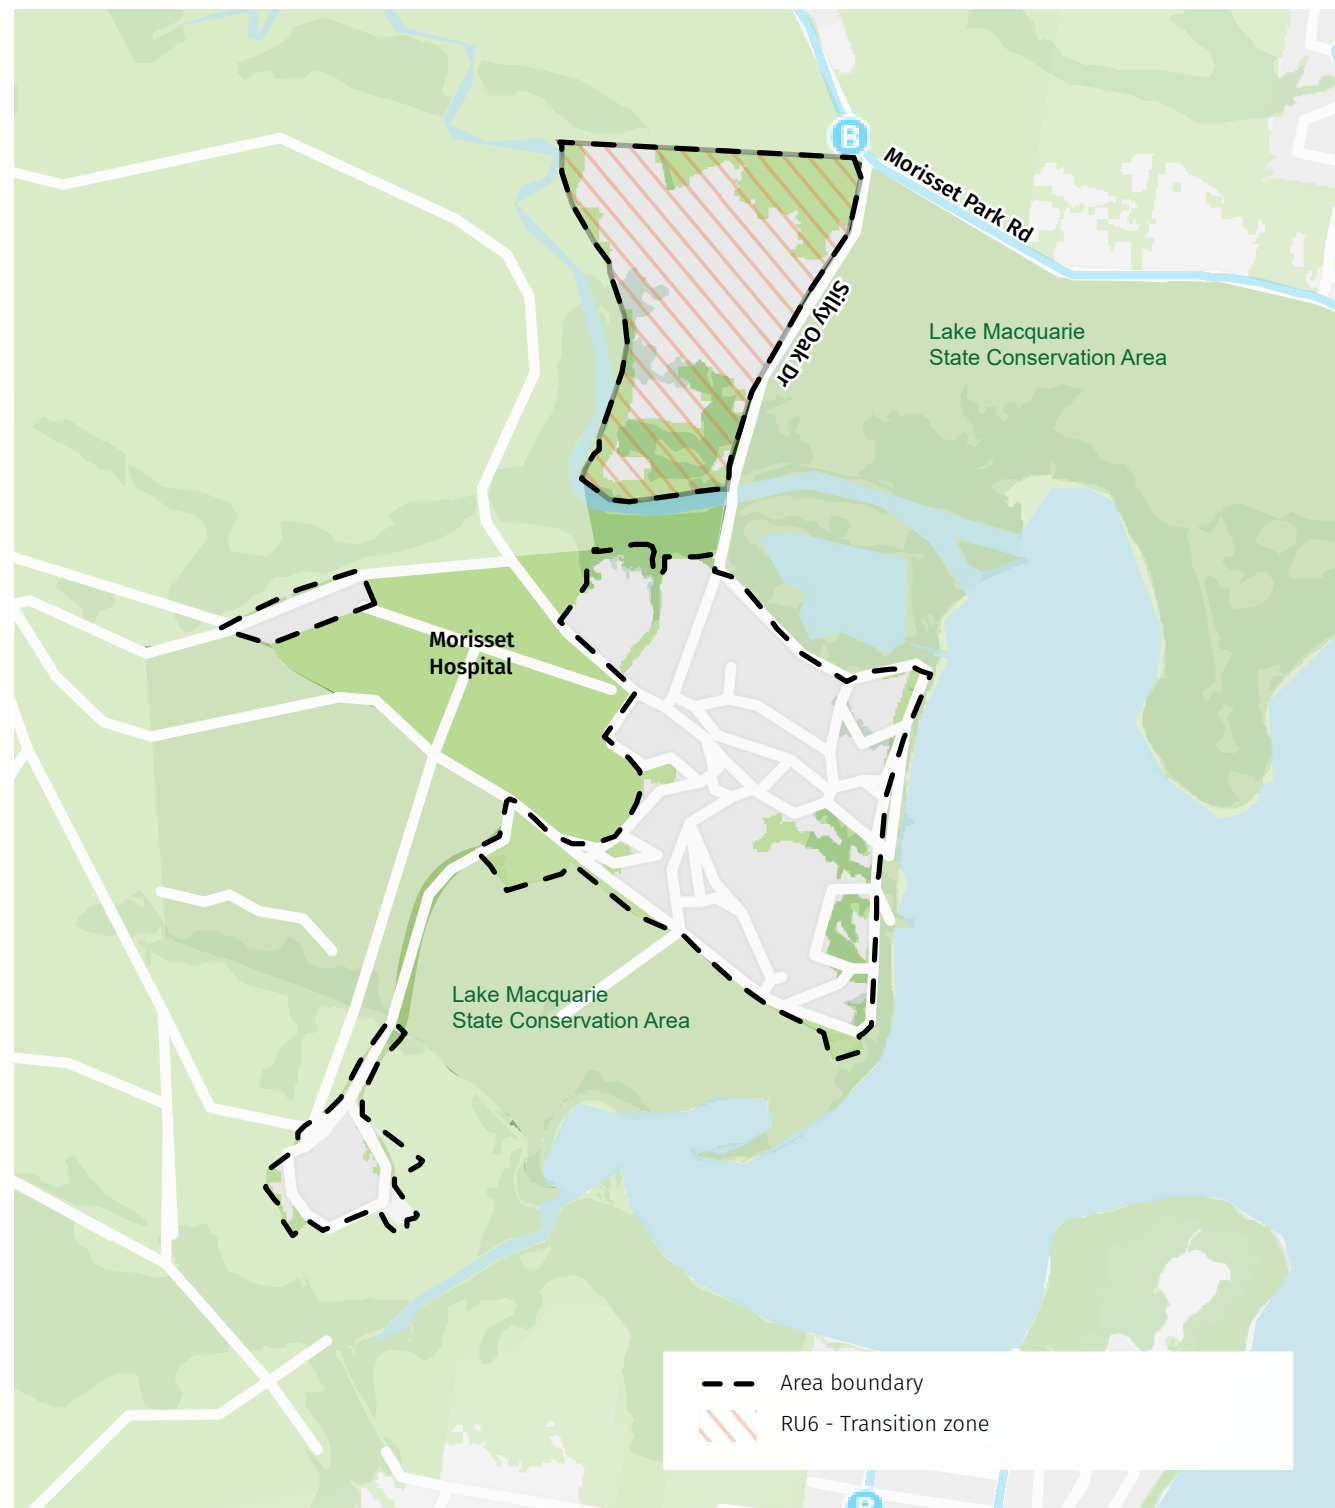 B
Morisset Park Rd
Silky Oak Dr
Lake Macquarie
State Conservation Area
Morisset
Hospital
Lake Macquarie
State Conservation Area
Area boundary
RU6 - Transition zone
B